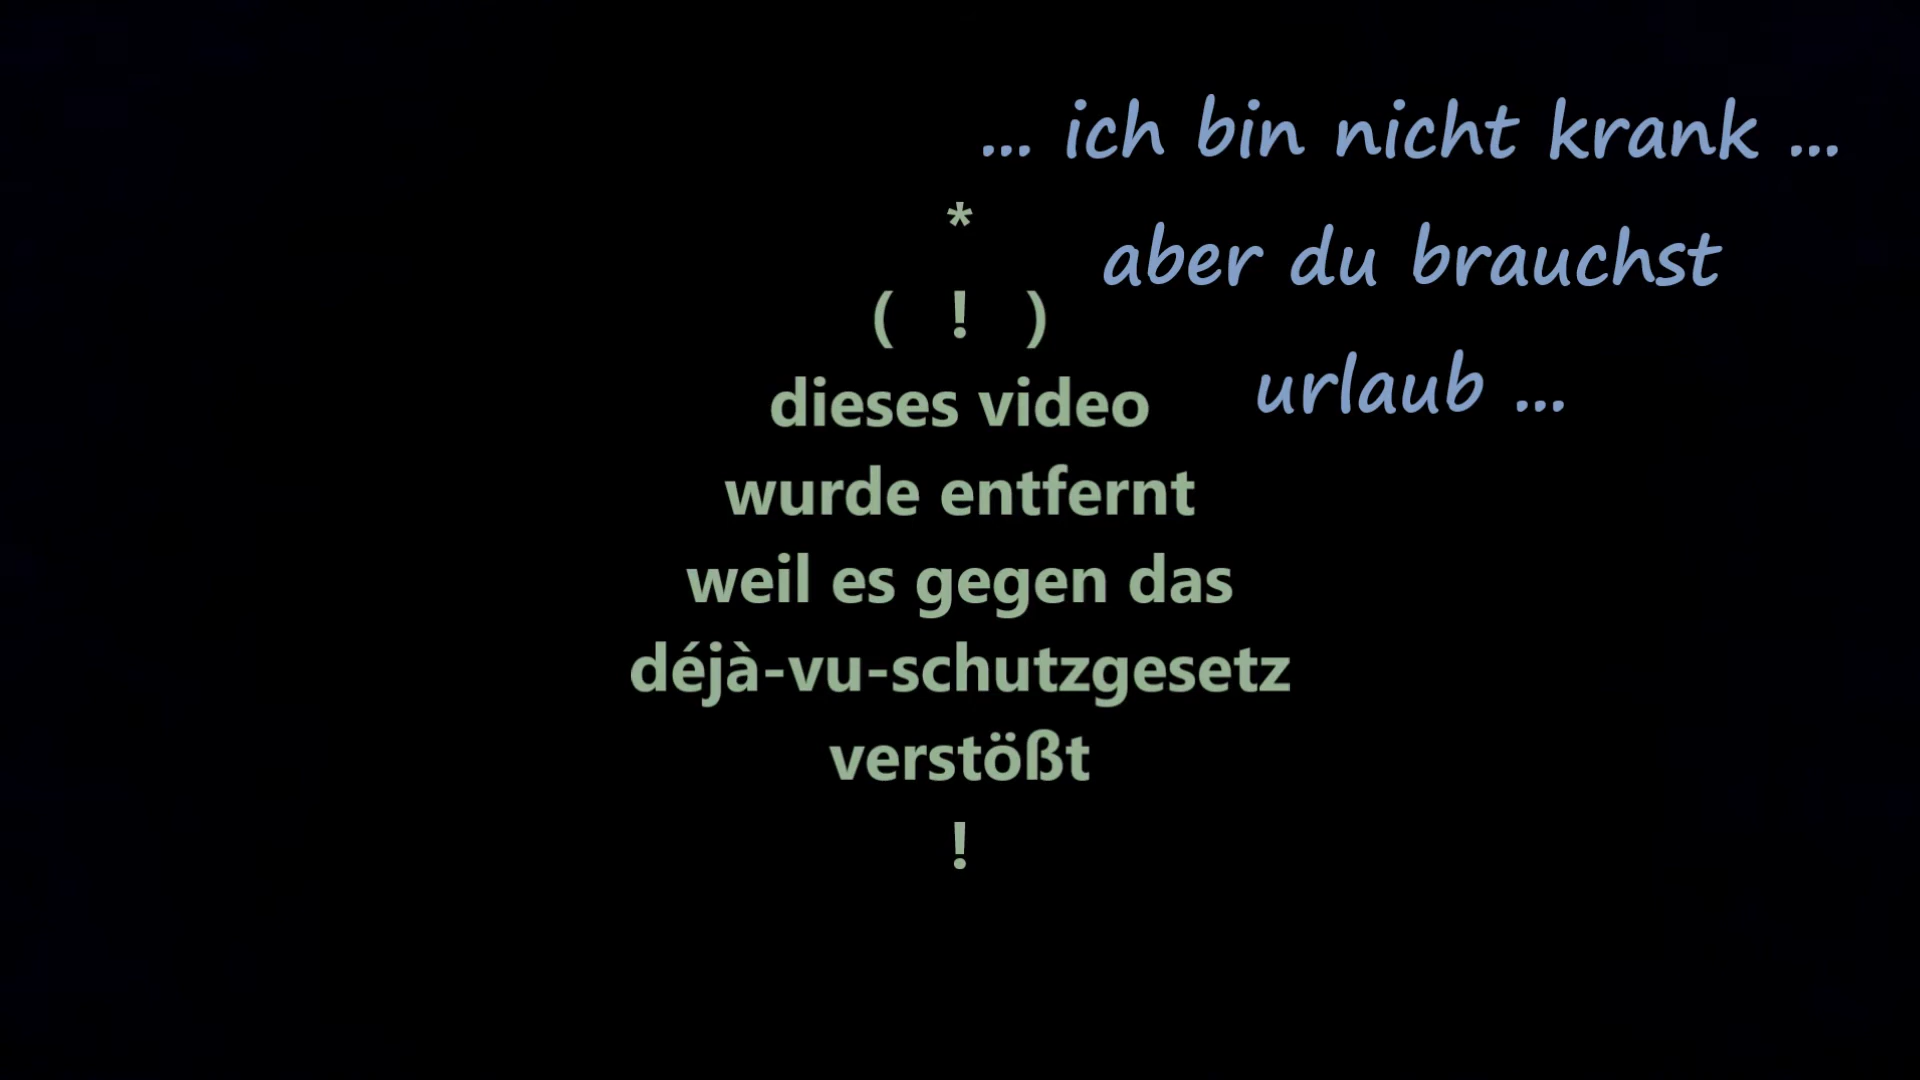 ... ich bin nicht krank ...
aber du brauchst
urlaub ...
*
( ! )
dieses video
wurde entfernt
weil es gegen das
déjà-vu-schutzgesetz
verstößt
!